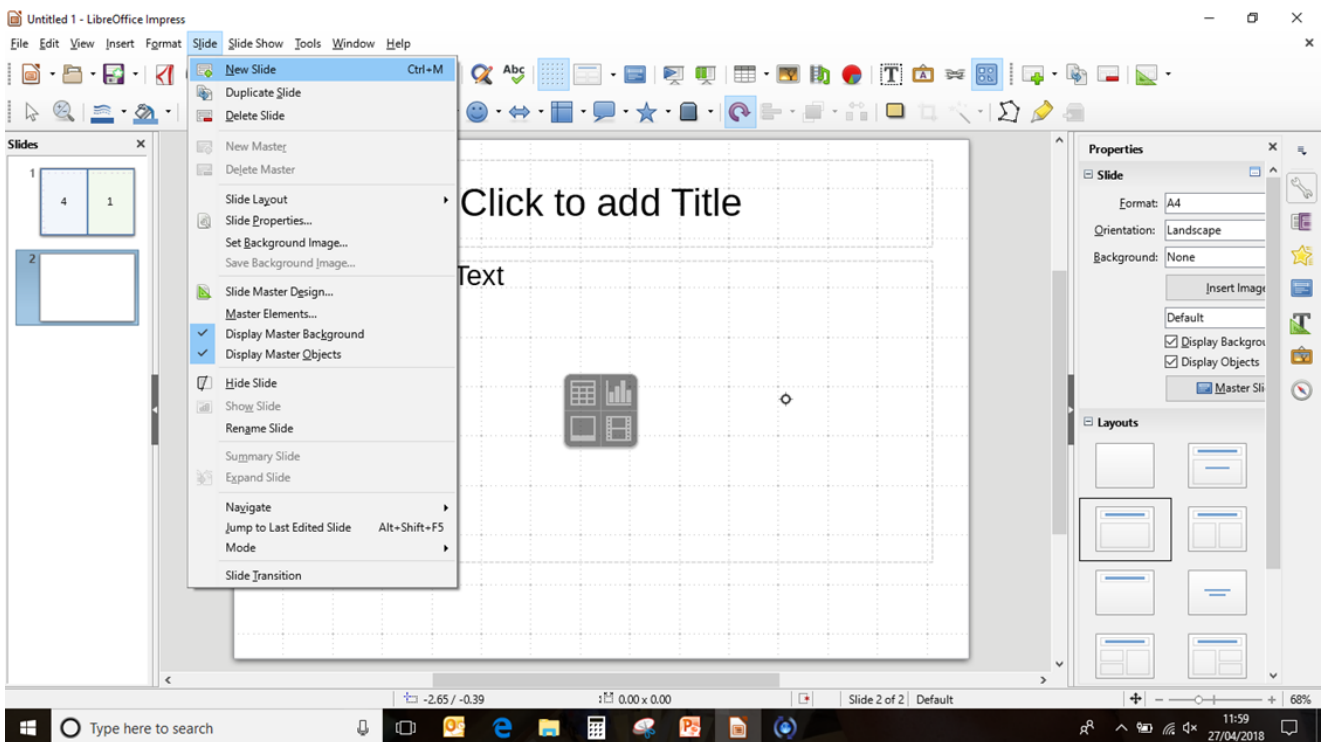 Untitled 1 - LibreOffice Impress
File Edit View Insert Format Slide Slide Show Tools Window Help
New Slide Ctrl+M
Duplicate Slide
Delete Slide
New Master
Delete Master
Slide Layout
Slide Properties...
Set Background Image...
Save Background Image...
Slide Master Design...
Master Elements...
Display Master Background
Display Master Objects
Hide Slide
Show Slide
Rename Slide
Summary Slide
Expand Slide
Navigate
Jump to Last Edited Slide Alt+Shift+F5
Mode
Slide Transition
Abc
Slides
1
4 1
2
Click to add Title
Text
Properties
Slide
Format: A4
Orientation: Landscape
Background: None
Insert Image
Default
Display Backgrou
Display Objects
Master Sli
Layouts
-2.65 / -0.39 0.00 x 0.00 Slide 2 of 2 Default 68%
Type here to search
11:59
27/04/2018